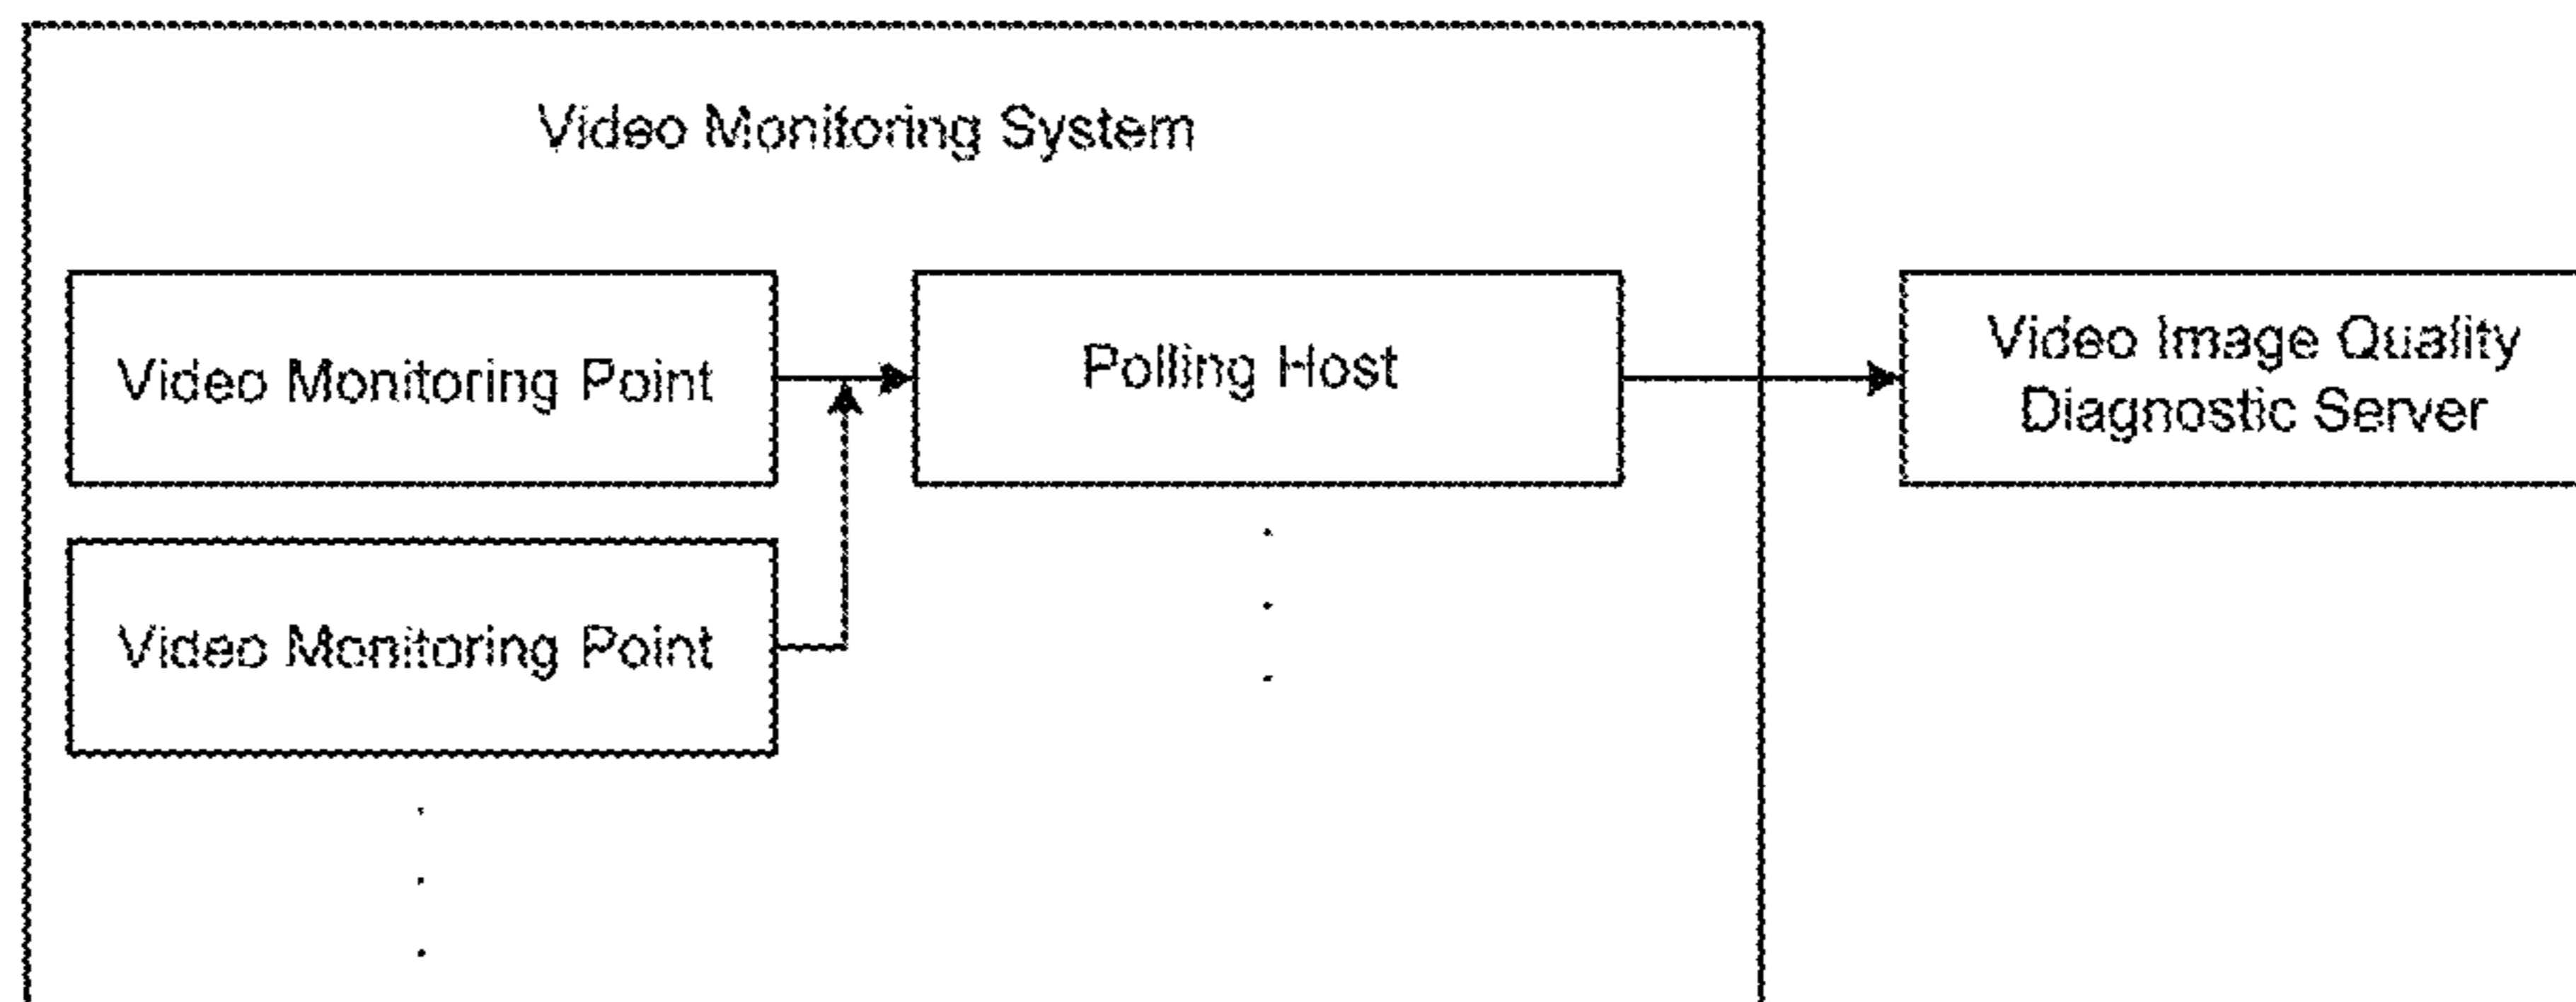 Video Monitoring System
Video Monitoring Point
Polling Host
Video Image Quality
Diagnostic Server
Video Monitoring Point